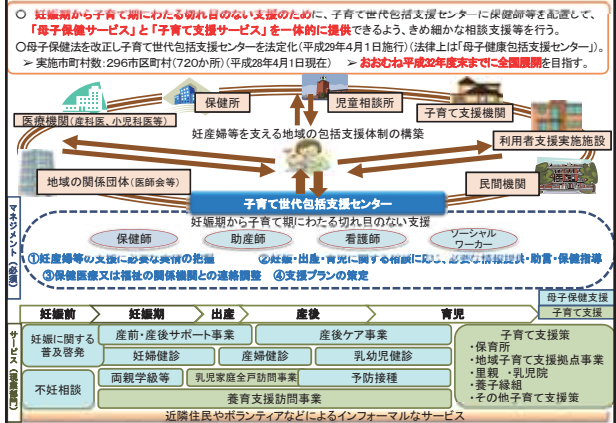 ○ 妊娠期から子育て期にわたる切れ目のない支援のために、子育て世代包括支援センターに保健師等を配置して、
「母子保健サービス」と「子育て支援サービス」を一体的に提供できるよう、きめ細かな相談支援等を行う。
○母子保健法を改正し子育て世代包括支援センターを法定化(平成29年4月1日施行)(法律上は「母子健康包括支援センター」)。
➢ 実施市町村数:296市区町村(720か所)(平成28年4月1日現在) ➢ おおむね平成32年度末までに全国展開を目指す。
保健所
児童相談所
子育て支援機関
医療機関(産科医、小児科医等)
妊産婦等を支える地域の包括支援体制の構築
利用者支援実施施設
地域の関係団体(医師会等)
民間機関
子育て世代包括支援センター
妊娠期から子育て期にわたる切れ目のない支援
マネジメント(必須)
保健師
助産師
看護師
ソーシャル
ワーカー
①妊産婦等の支援に必要な実情の把握 ②妊娠・出産・育児に関する相談に応じ、必要な情報提供・助言・保健指導
③保健医療又は福祉の関係機関との連絡調整 ④支援プランの策定
母子保健支援
子育て支援
妊娠前 妊娠期 出産 産後 育児
サービス(現業部門)
妊娠に関する
普及啓発
産前・産後サポート事業
産後ケア事業
妊婦健診
産婦健診
乳幼児健診
不妊相談
両親学級等
乳児家庭全戸訪問事業
予防接種
養育支援訪問事業
子育て支援策
・保育所
・地域子育て支援拠点事業
・里親 ・乳児院
・養子縁組
・その他子育て支援策
近隣住民やボランティアなどによるインフォーマルなサービス